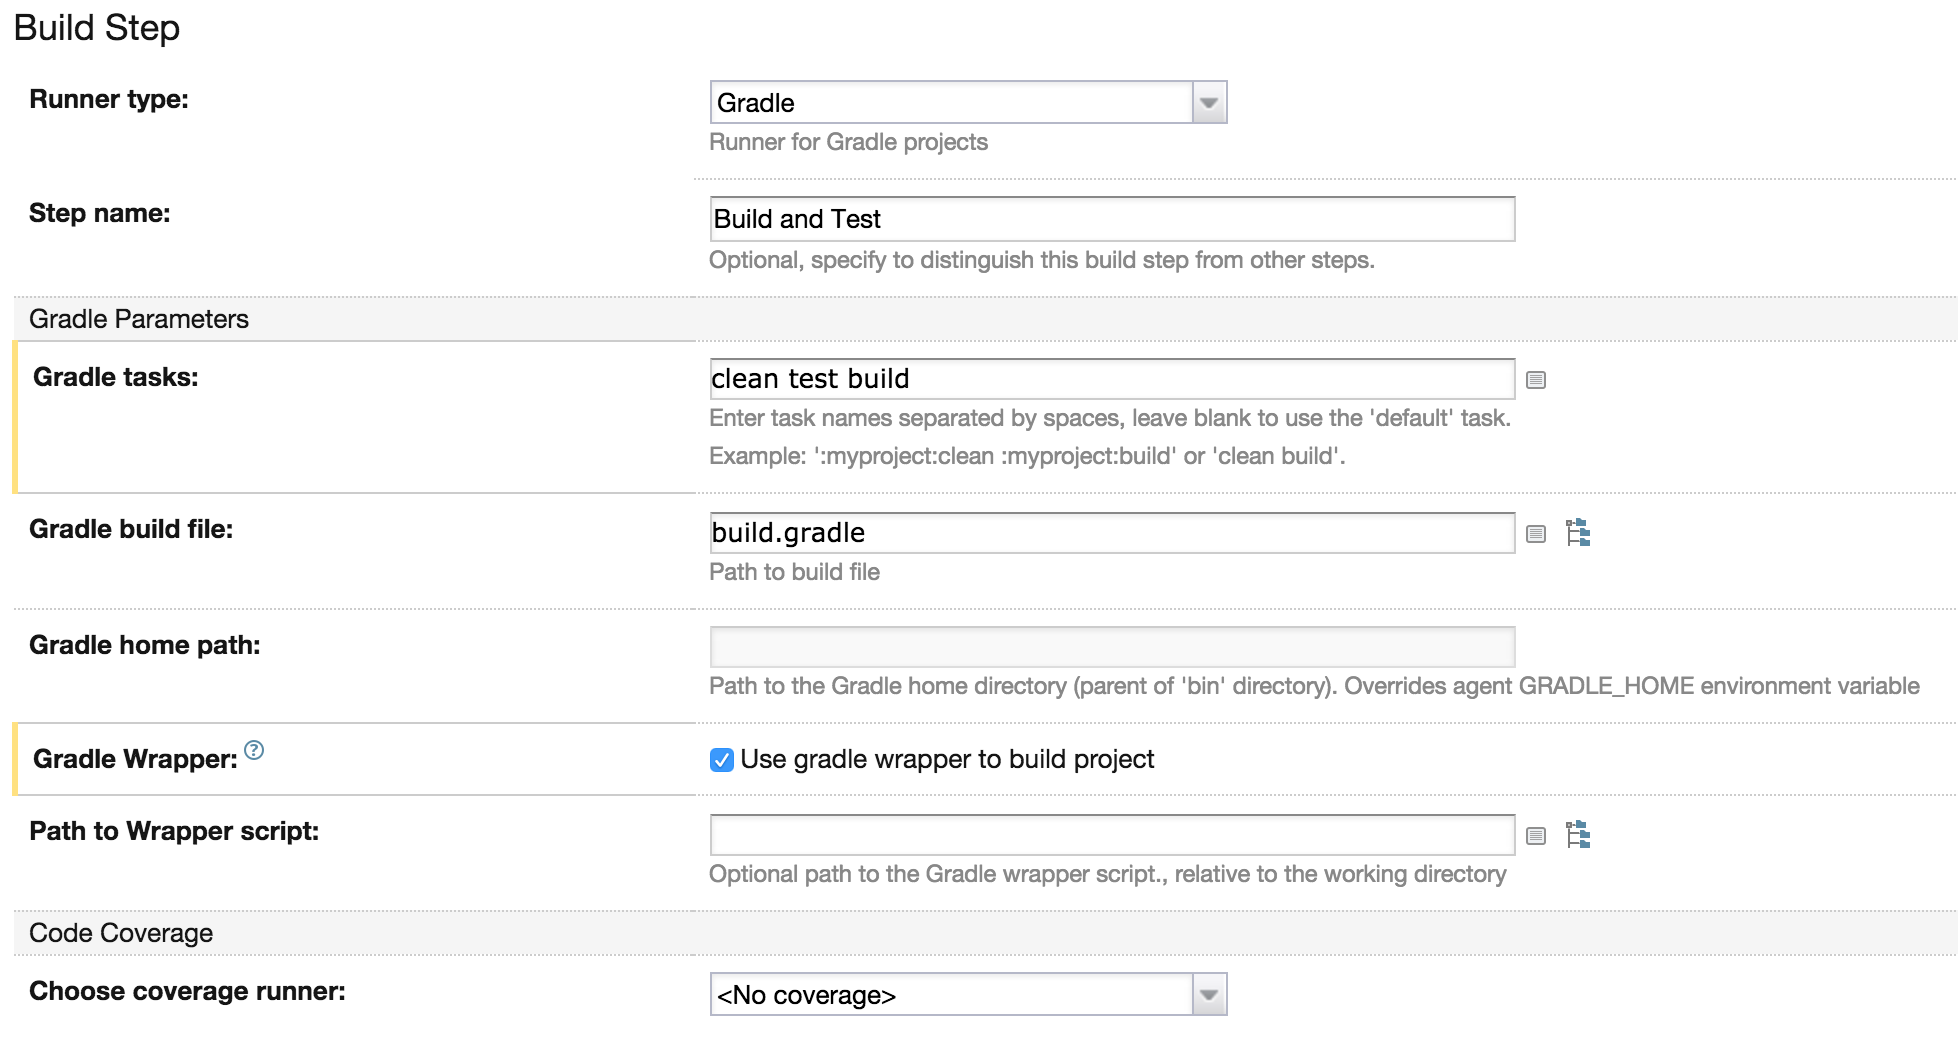 Build Step
Runner type:
Gradle
Runner for Gradle projects
Step name:
Build and Test
Optional, specify to distinguish this build step from other steps.
Gradle Parameters
Gradle tasks:
clean test build
Enter task names separated by spaces, leave blank to use the 'default' task.
Example: ':myproject:clean :myproject:build' or 'clean build'.
Gradle build file:
build.gradle
Path to build file
Gradle home path:
Path to the Gradle home directory (parent of 'bin' directory). Overrides agent GRADLE_HOME environment variable
Gradle Wrapper: ?
Use gradle wrapper to build project
Path to Wrapper script:
Optional path to the Gradle wrapper script., relative to the working directory
Code Coverage
Choose coverage runner:
<No coverage>